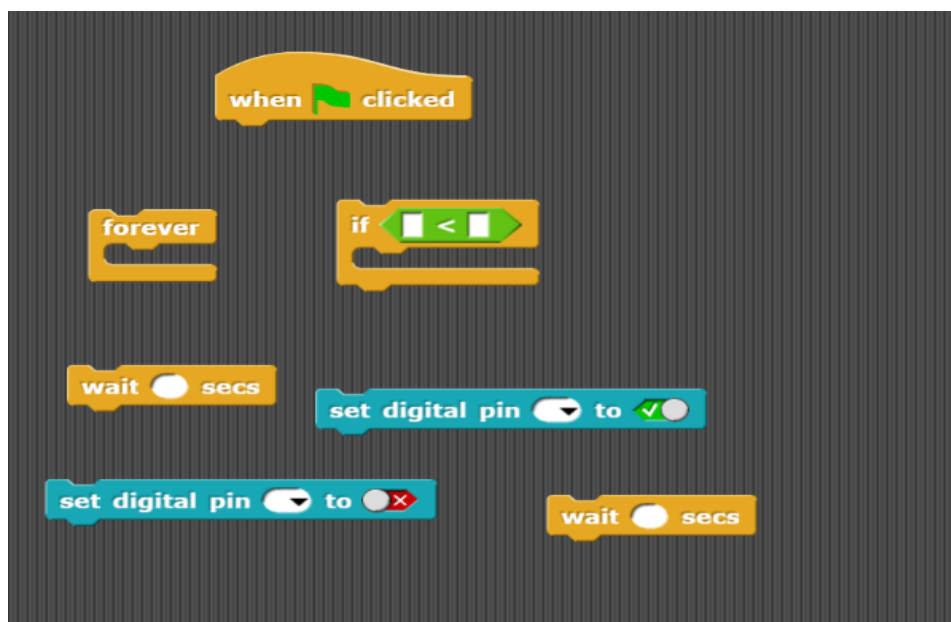 when clicked
forever
if <
wait secs
set digital pin to
set digital pin to
wait secs